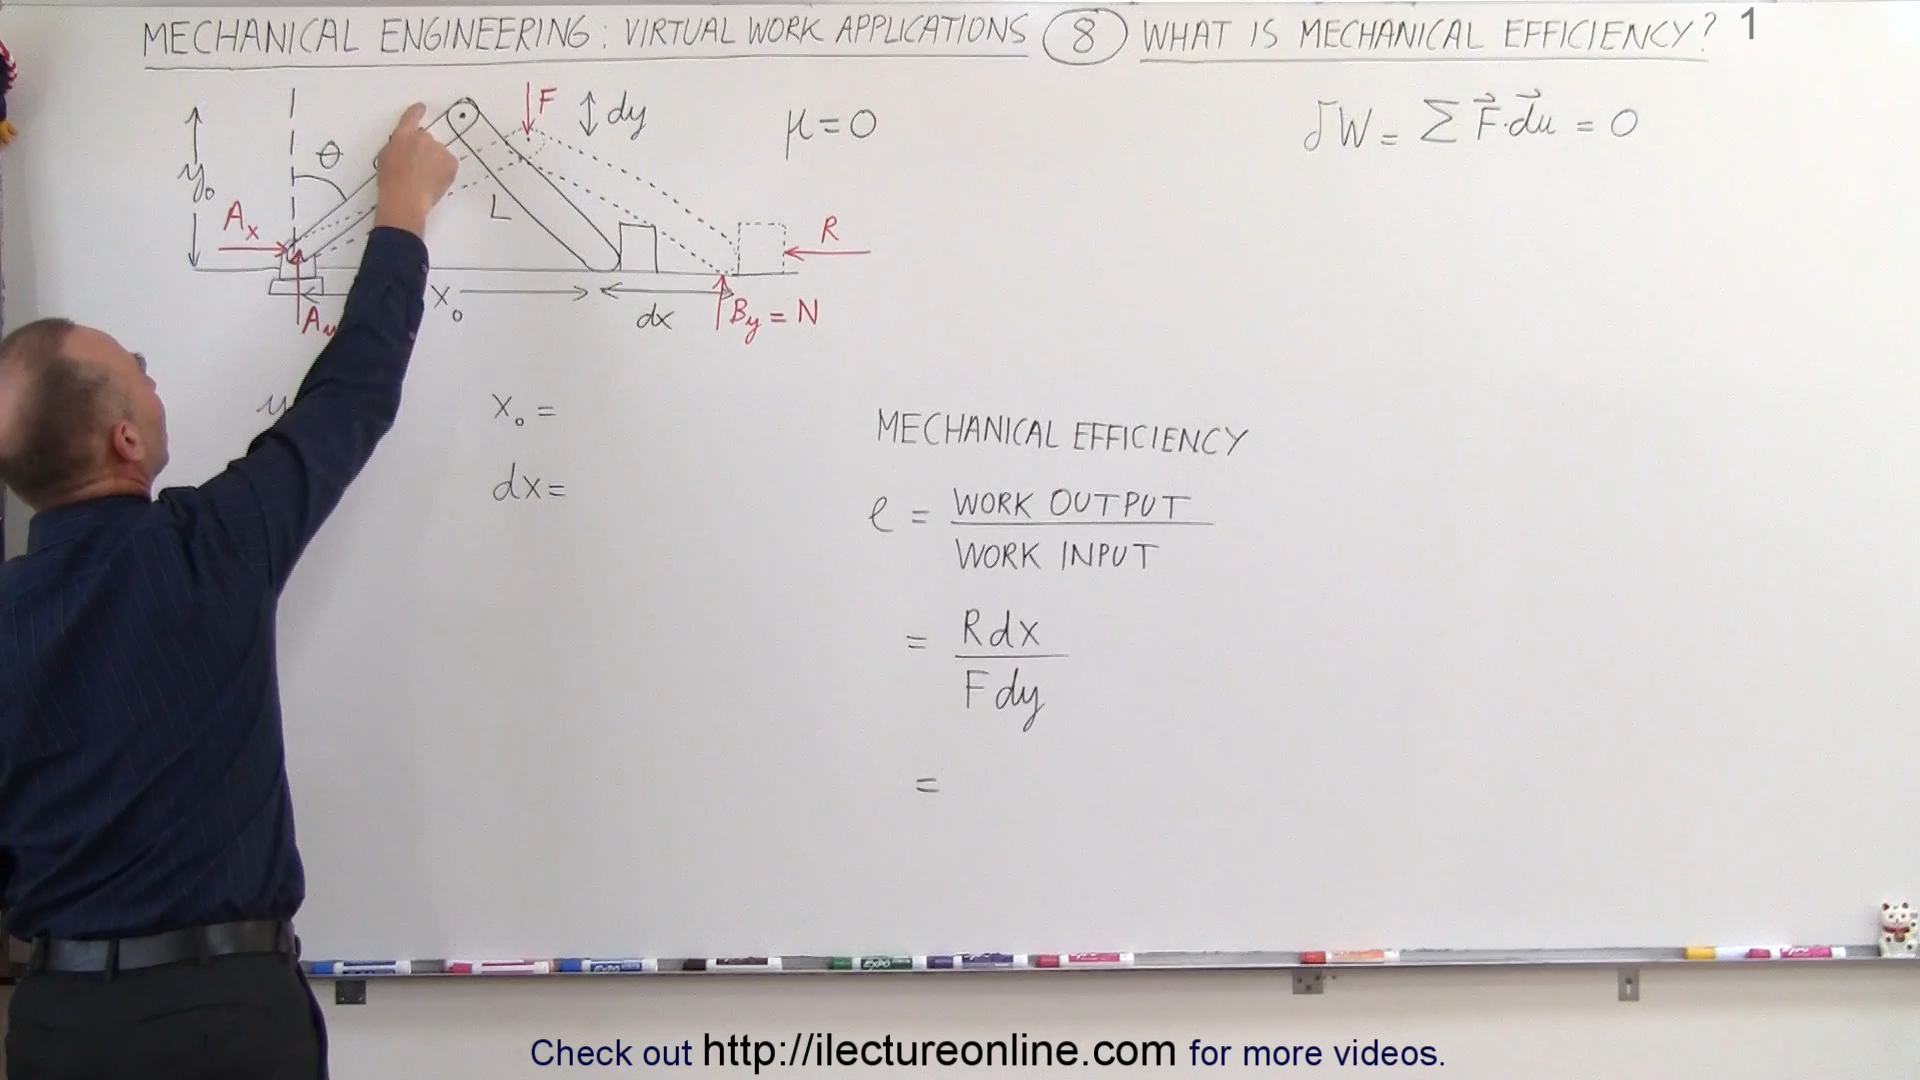 MECHANICAL ENGINEERING: VIRTUAL WORK APPLICATIONS 8 WHAT IS MECHANICAL EFFICIENCY? 1
F dy
μ = 0
δW = Σ F⃗·du⃗ = 0
θ
y₀
Aₓ
L
R
x₀
dx
B_y = N
x₀ =
dx =
MECHANICAL EFFICIENCY
e = WORK OUTPUT
WORK INPUT
= Rdx
Fdy
=
EXPO
Check out http://ilectureonline.com for more videos.